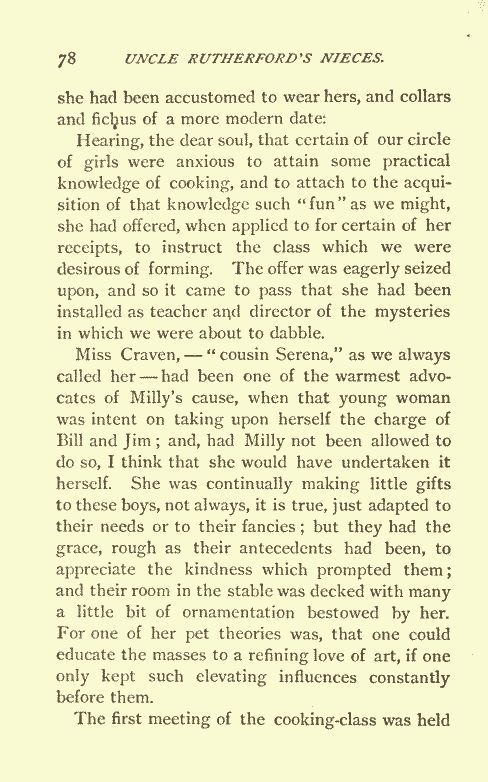 78 UNCLE RUTHERFORD'S NIECES.
she had been accustomed to wear hers, and collars
and fichus of a more modern date:
Hearing, the dear soul, that certain of our circle
of girls were anxious to attain some practical
knowledge of cooking, and to attach to the acqui-
sition of that knowledge such "fun" as we might,
she had offered, when applied to for certain of her
receipts, to instruct the class which we were
desirous of forming. The offer was eagerly seized
upon, and so it came to pass that she had been
installed as teacher and director of the mysteries
in which we were about to dabble.
Miss Craven, — "cousin Serena," as we always
called her — had been one of the warmest advo-
cates of Milly's cause, when that young woman
was intent on taking upon herself the charge of
Bill and Jim; and, had Milly not been allowed to
do so, I think that she would have undertaken it
herself. She was continually making little gifts
to these boys, not always, it is true, just adapted to
their needs or to their fancies; but they had the
grace, rough as their antecedents had been, to
appreciate the kindness which prompted them;
and their room in the stable was decked with many
a little bit of ornamentation bestowed by her.
For one of her pet theories was, that one could
educate the masses to a refining love of art, if one
only kept such elevating influences constantly
before them.
The first meeting of the cooking-class was held